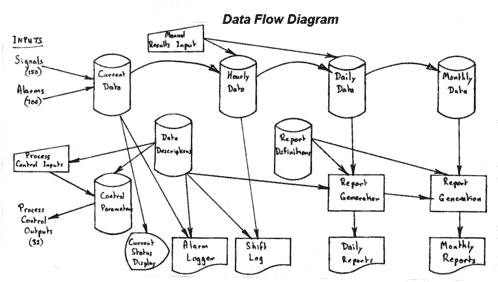 Data Flow Diagram
INPUTS
Signals
(150)
Alarms
(700)
Manual
Results Input
Current
Data
Hourly
Data
Daily
Data
Monthly
Data
Data
Descriptions
Report
Definitions
Process
Control Inputs
Control
Parameters
Process
Control
Outputs
(32)
Report
Generation
Report
Generation
Current
Status
Display
Alarm
Logger
Shift
Log
Daily
Reports
Monthly
Reports